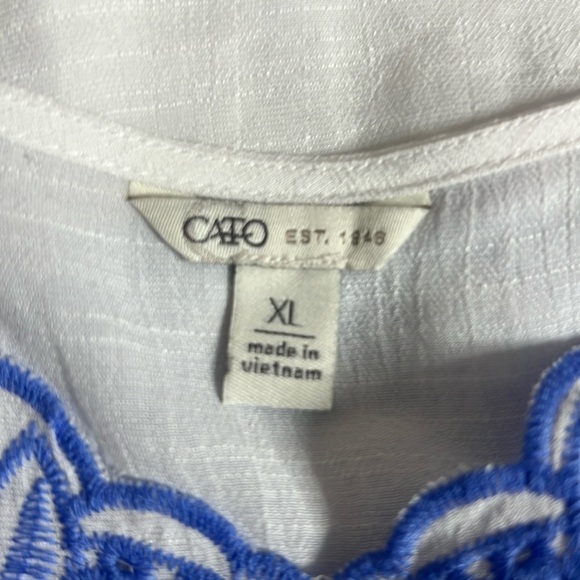 CATO EST. 1946
XL
made in
vietnam